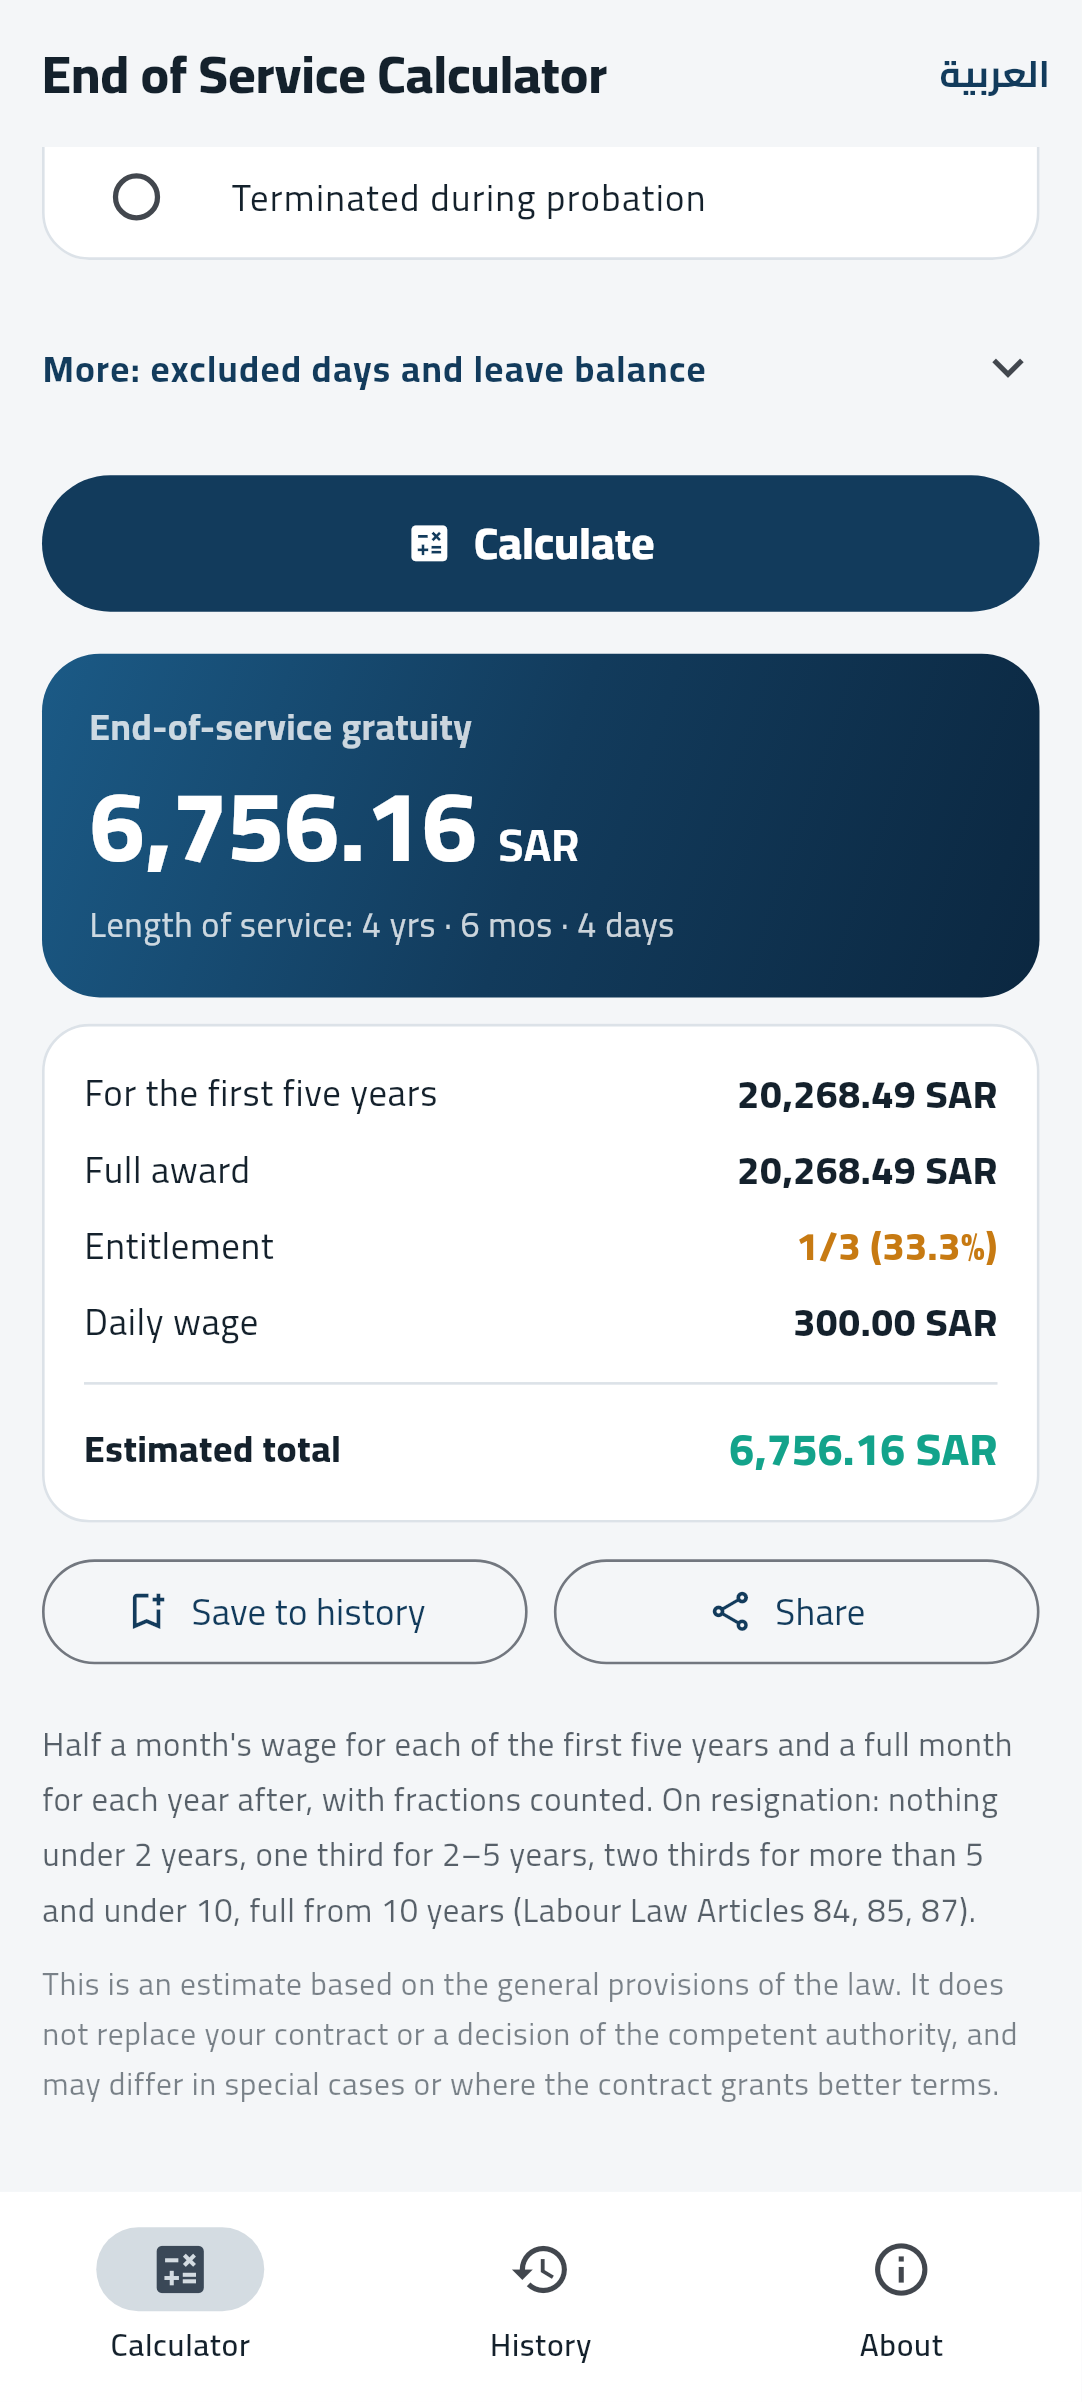 End of Service Calculator
العربية
Terminated during probation
More: excluded days and leave balance
Calculate
End-of-service gratuity
6,756.16 SAR
Length of service: 4 yrs · 6 mos · 4 days
For the first five years 20,268.49 SAR
Full award 20,268.49 SAR
Entitlement 1/3 (33.3%)
Daily wage 300.00 SAR
Estimated total 6,756.16 SAR
Save to history
Share
Half a month's wage for each of the first five years and a full month
for each year after, with fractions counted. On resignation: nothing
under 2 years, one third for 2–5 years, two thirds for more than 5
and under 10, full from 10 years (Labour Law Articles 84, 85, 87).
This is an estimate based on the general provisions of the law. It does
not replace your contract or a decision of the competent authority, and
may differ in special cases or where the contract grants better terms.
Calculator
History
About